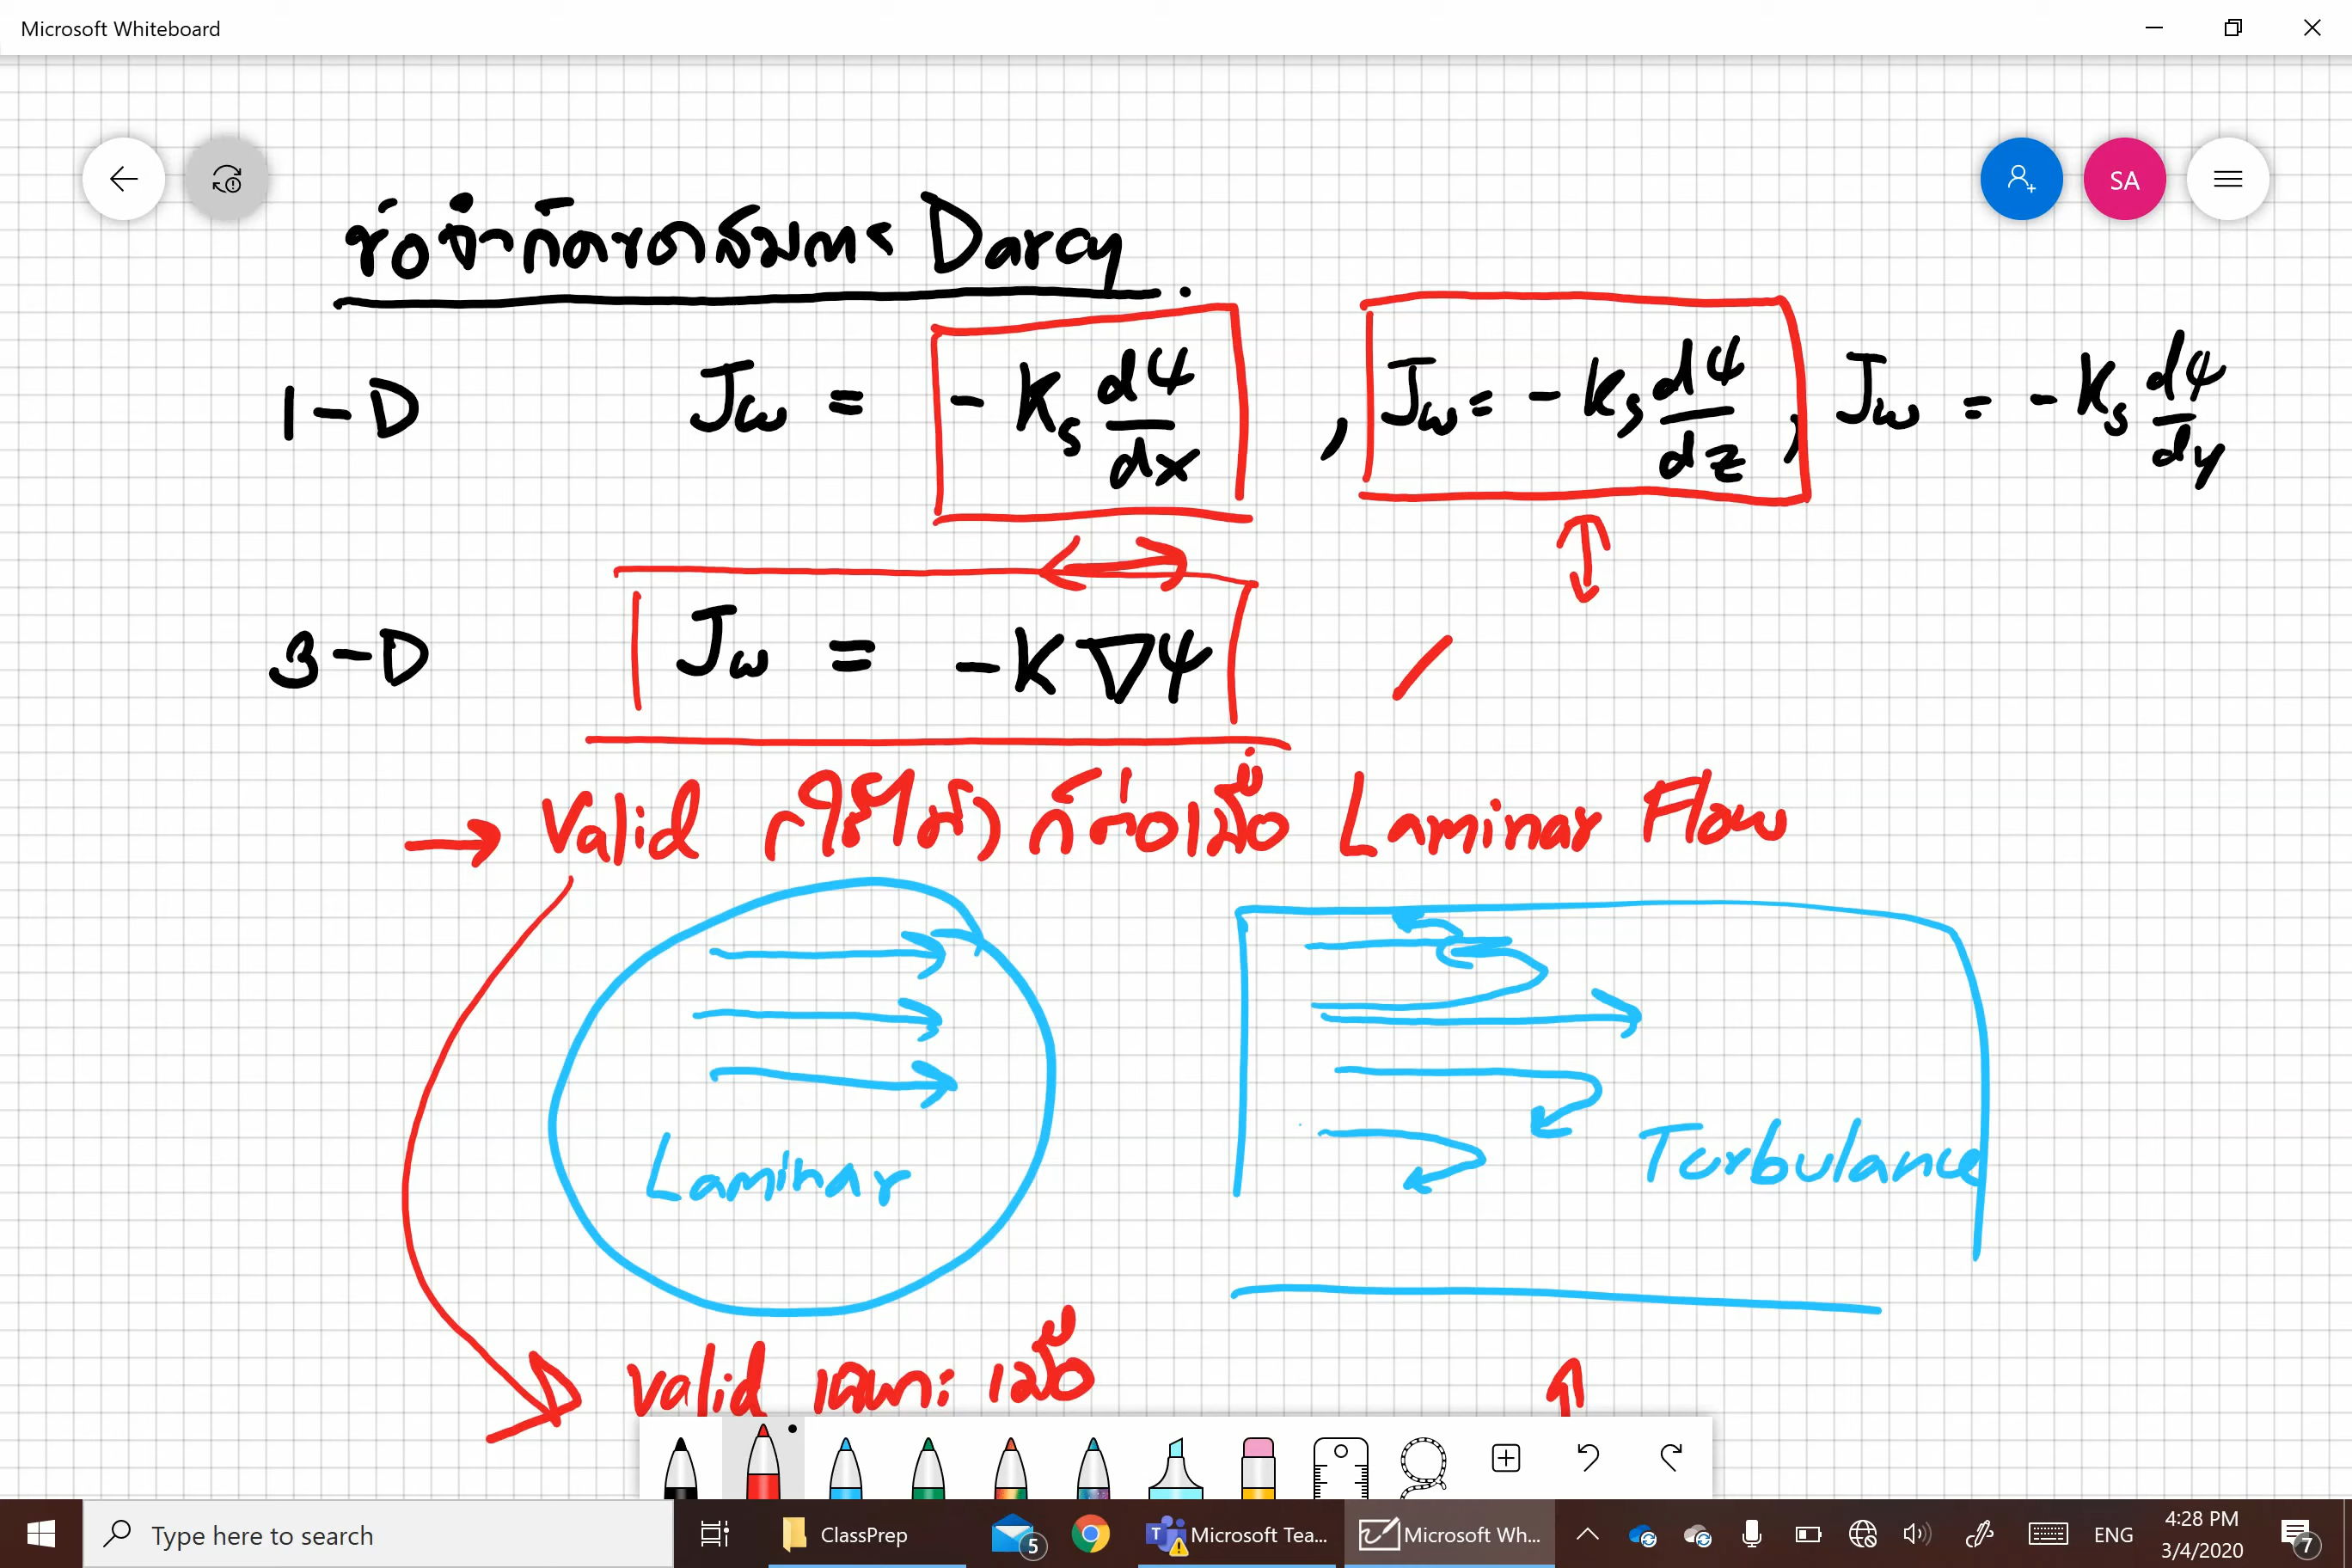 Microsoft Whiteboard
SA
ข้อจำกัดของสมการ Darcy
1-D Jw = -Ks dψ/dx , Jw = -Ks dψ/dz , Jw = -Ks dψ/dy
3-D Jw = -K∇ψ
→ Valid (ใช้ได้) ก็ต่อเมื่อ Laminar Flow
Laminar
Turbulance
valid เฉพาะ เมื่อ
Type here to search
ClassPrep
5
Microsoft Tea...
Microsoft Wh...
ENG
4:28 PM
3/4/2020
7